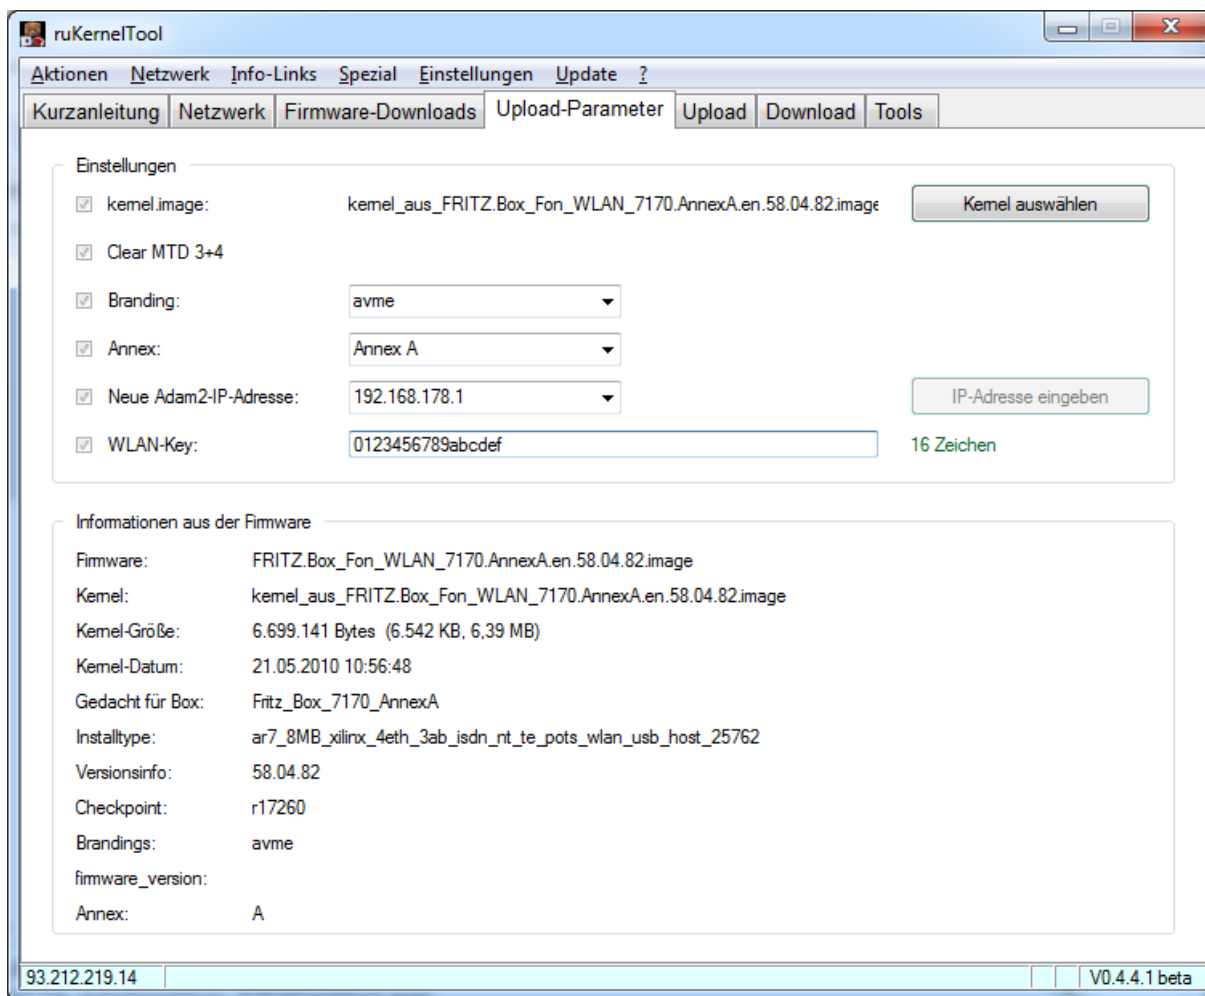 ruKernelTool
Aktionen Netzwerk Info-Links Spezial Einstellungen Update ?
Kurzanleitung Netzwerk Firmware-Downloads Upload-Parameter Upload Download Tools
Einstellungen
kernel.image: kernel_aus_FRITZ.Box_Fon_WLAN_7170.AnnexA.en.58.04.82.image Kernel auswählen
Clear MTD 3+4
Branding: avme
Annex: Annex A
Neue Adam2-IP-Adresse: 192.168.178.1 IP-Adresse eingeben
WLAN-Key: 0123456789abcdef 16 Zeichen
Informationen aus der Firmware
Firmware: FRITZ.Box_Fon_WLAN_7170.AnnexA.en.58.04.82.image
Kernel: kernel_aus_FRITZ.Box_Fon_WLAN_7170.AnnexA.en.58.04.82.image
Kernel-Größe: 6.699.141 Bytes (6.542 KB, 6,39 MB)
Kernel-Datum: 21.05.2010 10:56:48
Gedacht für Box: Fritz_Box_7170_AnnexA
Installtype: ar7_8MB_xilinx_4eth_3ab_isdn_nt_te_pots_wlan_usb_host_25762
Versionsinfo: 58.04.82
Checkpoint: r17260
Brandings: avme
firmware_version:
Annex: A
93.212.219.14 V0.4.4.1 beta